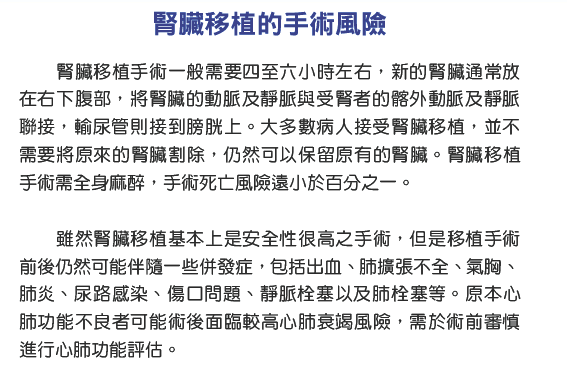 腎臟移植的手術風險
腎臟移植手術一般需要四至六小時左右，新的腎臟通常放
在右下腹部，將腎臟的動脈及靜脈與受腎者的髂外動脈及靜脈
聯接，輸尿管則接到膀胱上。大多數病人接受腎臟移植，並不
需要將原來的腎臟割除，仍然可以保留原有的腎臟。腎臟移植
手術需全身麻醉，手術死亡風險遠小於百分之一。
雖然腎臟移植基本上是安全性很高之手術，但是移植手術
前後仍然可能伴隨一些併發症，包括出血、肺擴張不全、氣胸、
肺炎、尿路感染、傷口問題、靜脈栓塞以及肺栓塞等。原本心
肺功能不良者可能術後面臨較高心肺衰竭風險，需於術前審慎
進行心肺功能評估。